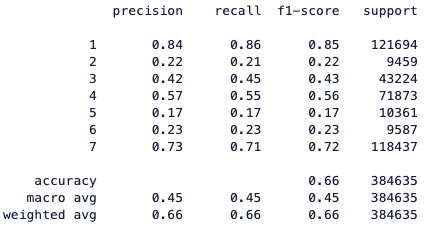 precision recall f1-score support
1 0.84 0.86 0.85 121694
2 0.22 0.21 0.22 9459
3 0.42 0.45 0.43 43224
4 0.57 0.55 0.56 71873
5 0.17 0.17 0.17 10361
6 0.23 0.23 0.23 9587
7 0.73 0.71 0.72 118437
accuracy 0.66 384635
macro avg 0.45 0.45 0.45 384635
weighted avg 0.66 0.66 0.66 384635